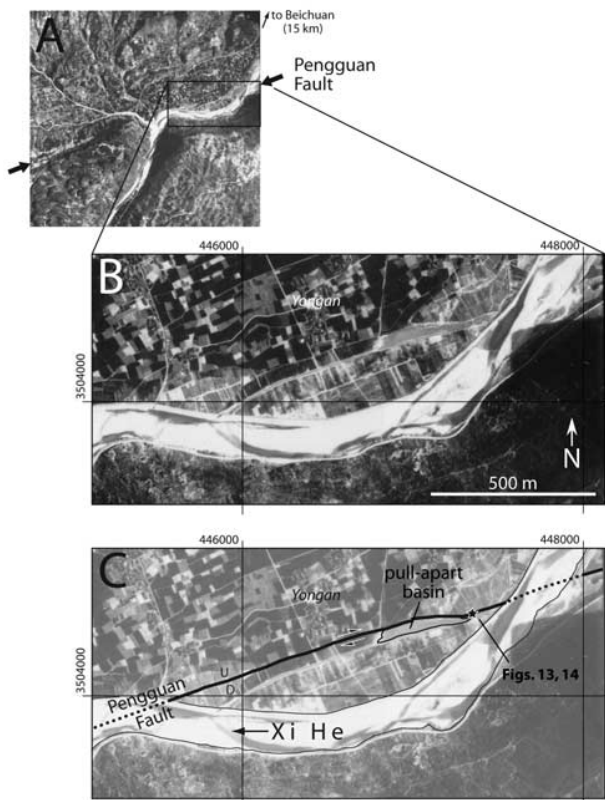 A
to Beichuan
(15 km)
Pengguan
Fault
446000
448000
B
Yongan
3504000
N
500 m
446000
448000
C
pull-apart
basin
Yongan
Figs. 13, 14
U
D
3504000
Pengguan
Fault
Xi He